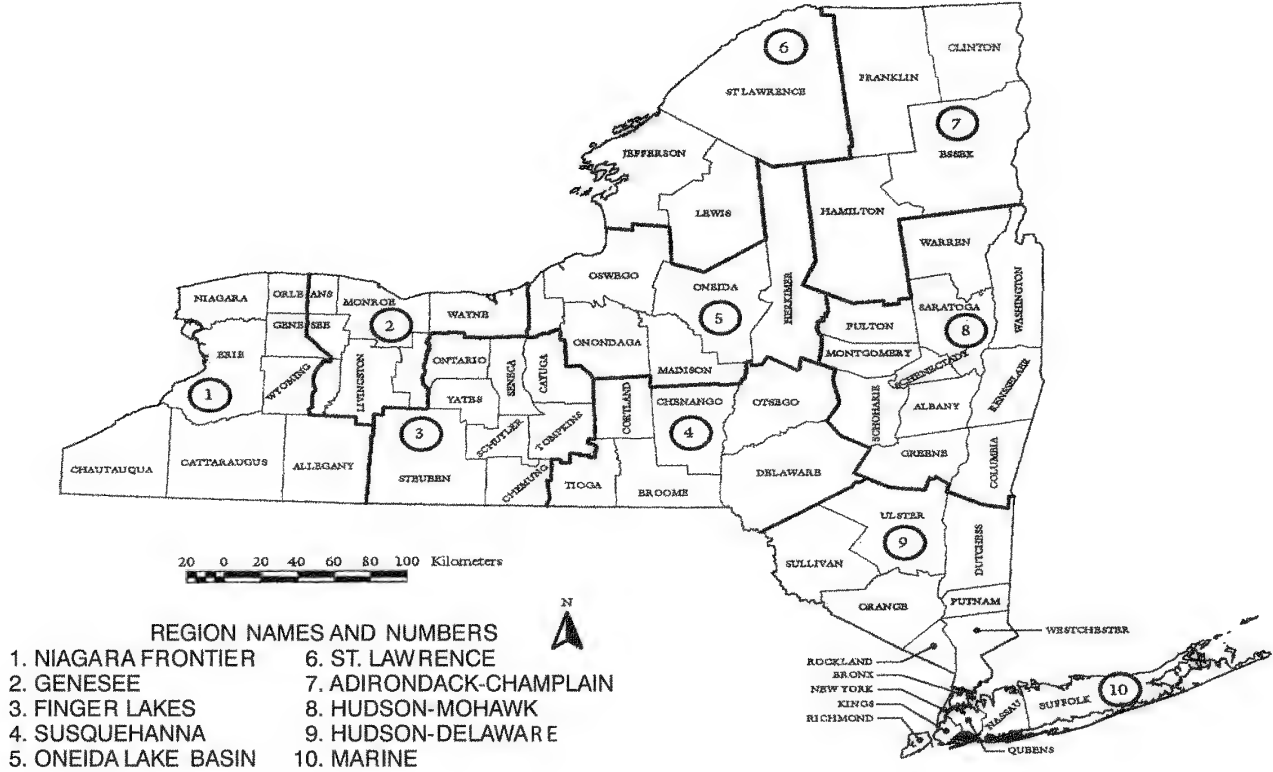 6
CLINTON
FRANKLIN
ST LAWRENCE
7
JEFFERSON
ESSEX
LEWIS
HAMILTON
WARREN
OSWEGO
ONEIDA
HERKIMER
WASHINGTON
NIAGARA
ORLEANS
MONROE
WAYNE
SARATOGA
GENESEE
2
5
FULTON
8
ERIE
ONTARIO
SENECA
CAYUGA
ONONDAGA
MONTGOMERY
SCHENECTADY
WYOMING
LIVINGSTON
MADISON
RENSELAER
1
YATES
CORTLAND
CHENANGO
OTSEGO
SCHOHARIE
ALBANY
3
SCHUYLER
TOMPKINS
4
GREENE
COLUMBIA
CHAUTAUQUA
CATTARAUGUS
ALLEGANY
STEUBEN
CHEMUNG
TIOGA
BROOME
DELAWARE
ULSTER
9
DUTCHESS
SULLIVAN
20 0 20 40 60 80 100 Kilometers
ORANGE
PUTNAM
N
WESTCHESTER
ROCKLAND
BRONX
NEW YORK
KINGS
RICHMOND
NASSAU
SUFFOLK
10
QUEENS
REGION NAMES AND NUMBERS
1. NIAGARA FRONTIER
2. GENESEE
3. FINGER LAKES
4. SUSQUEHANNA
5. ONEIDA LAKE BASIN
6. ST. LAWRENCE
7. ADIRONDACK-CHAMPLAIN
8. HUDSON-MOHAWK
9. HUDSON-DELAWARE
10. MARINE